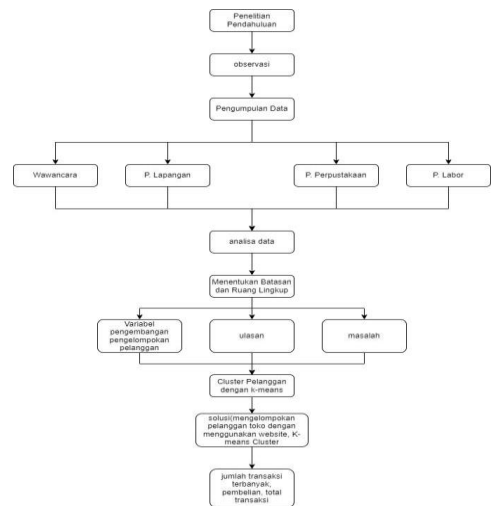 Penelitian
Pendahuluan
observasi
Pengumpulan Data
Wawancara
P. Lapangan
P. Perpustakaan
P. Labor
analisa data
Menentukan Batasan
dan Ruang Lingkup
Variabel
pengembangan
pengelompokan
pelanggan
ulasan
masalah
Cluster Pelanggan
dengan k-means
solusi(mengelompokan
pelanggan toko dengan
menggunakan website, K-
means Cluster
jumlah transaksi
terbanyak,
pembelian, total
transaksi